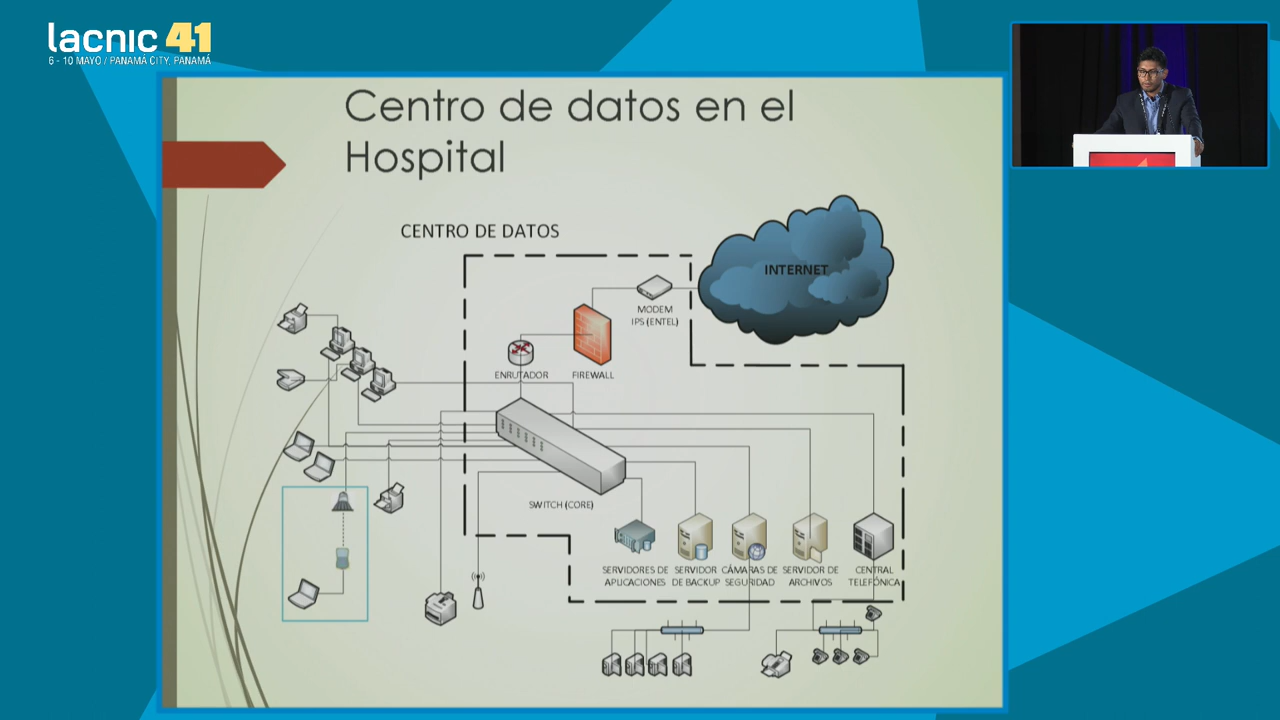 lacnic 41
6 - 10 MAYO / PANAMÁ CITY, PANAMÁ
Centro de datos en el
Hospital
CENTRO DE DATOS
INTERNET
MODEM
IPS (ENTEL)
ENRUTADOR
FIREWALL
SWITCH (CORE)
SERVIDORES DE
APLICACIONES
SERVIDOR
DE BACKUP
CÁMARAS DE
SEGURIDAD
SERVIDOR DE
ARCHIVOS
CENTRAL
TELEFÓNICA